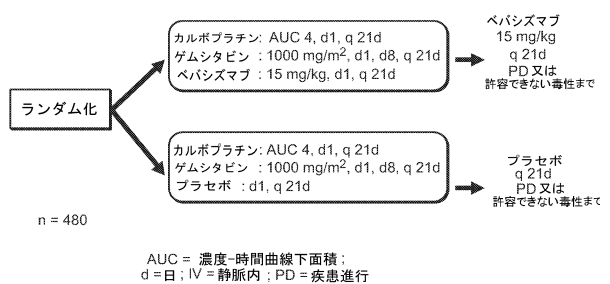 ランダム化
カルボプラチン: AUC 4, d1, q 21d
ゲムシタビン : 1000 mg/m², d1, d8, q 21d
ベバシズマブ : 15 mg/kg, d1, q 21d
ベバシズマブ
15 mg/kg
q 21d
PD 又は
許容できない毒性まで
カルボプラチン: AUC 4, d1, q 21d
ゲムシタビン : 1000 mg/m², d1, d8, q 21d
プラセボ : d1, q 21d
プラセボ
q 21d
PD 又は
許容できない毒性まで
n = 480
AUC = 濃度-時間曲線下面積 ;
d = 日 ; IV = 静脈内 ; PD = 疾患進行